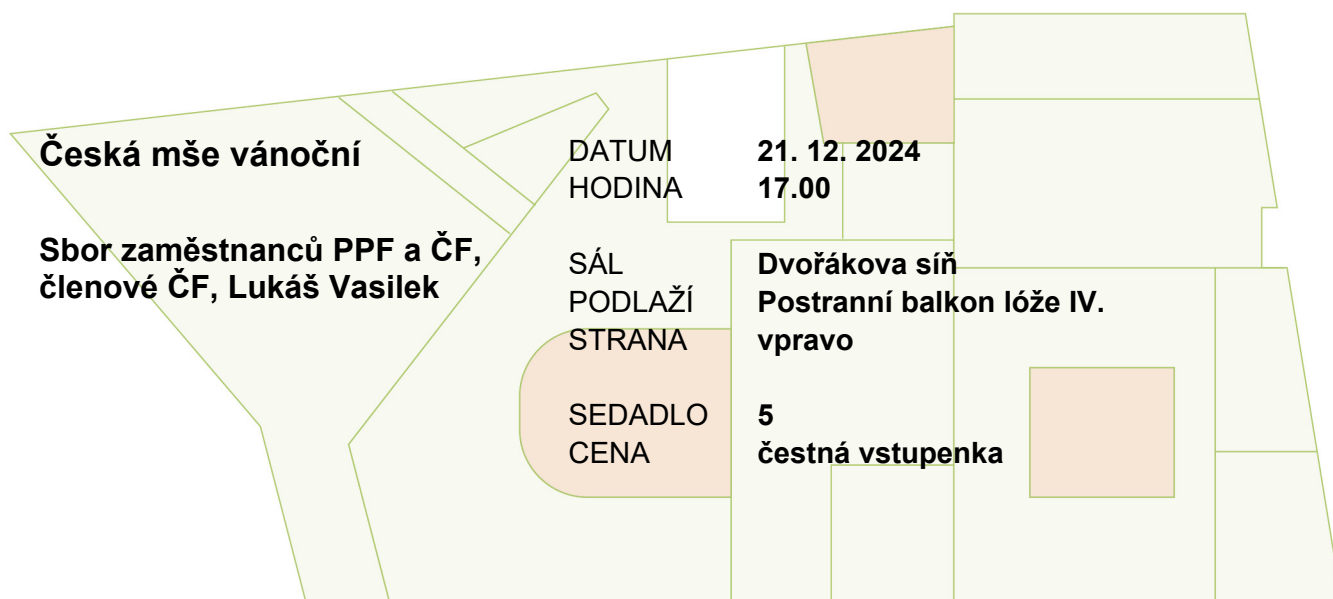 Česká mše vánoční
Sbor zaměstnanců PPF a ČF,
členové ČF, Lukáš Vasilek
DATUM 21. 12. 2024
HODINA 17.00
SÁL Dvořákova síň
PODLAŽÍ Postranní balkon lóže IV.
STRANA vpravo
SEDADLO 5
CENA čestná vstupenka